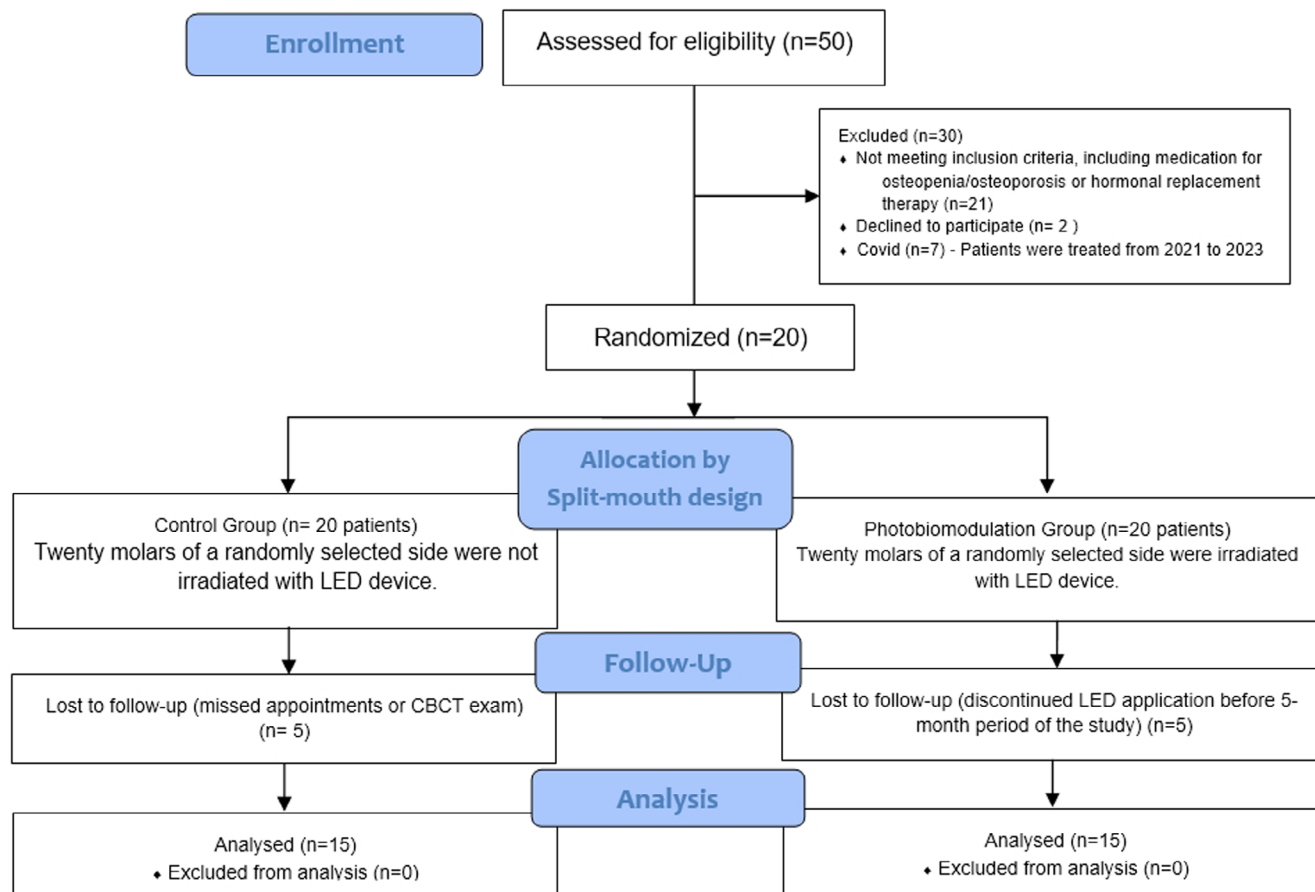 Enrollment
Assessed for eligibility (n=50)
Excluded (n=30)
♦ Not meeting inclusion criteria, including medication for
osteopenia/osteoporosis or hormonal replacement
therapy (n=21)
♦ Declined to participate (n= 2 )
♦ Covid (n=7) - Patients were treated from 2021 to 2023
Randomized (n=20)
Allocation by
Split-mouth design
Control Group (n= 20 patients)
Twenty molars of a randomly selected side were not
irradiated with LED device.
Photobiomodulation Group (n=20 patients)
Twenty molars of a randomly selected side were irradiated
with LED device.
Follow-Up
Lost to follow-up (missed appointments or CBCT exam)
(n= 5)
Lost to follow-up (discontinued LED application before 5-
month period of the study) (n=5)
Analysis
Analysed (n=15)
♦ Excluded from analysis (n=0)
Analysed (n=15)
♦ Excluded from analysis (n=0)